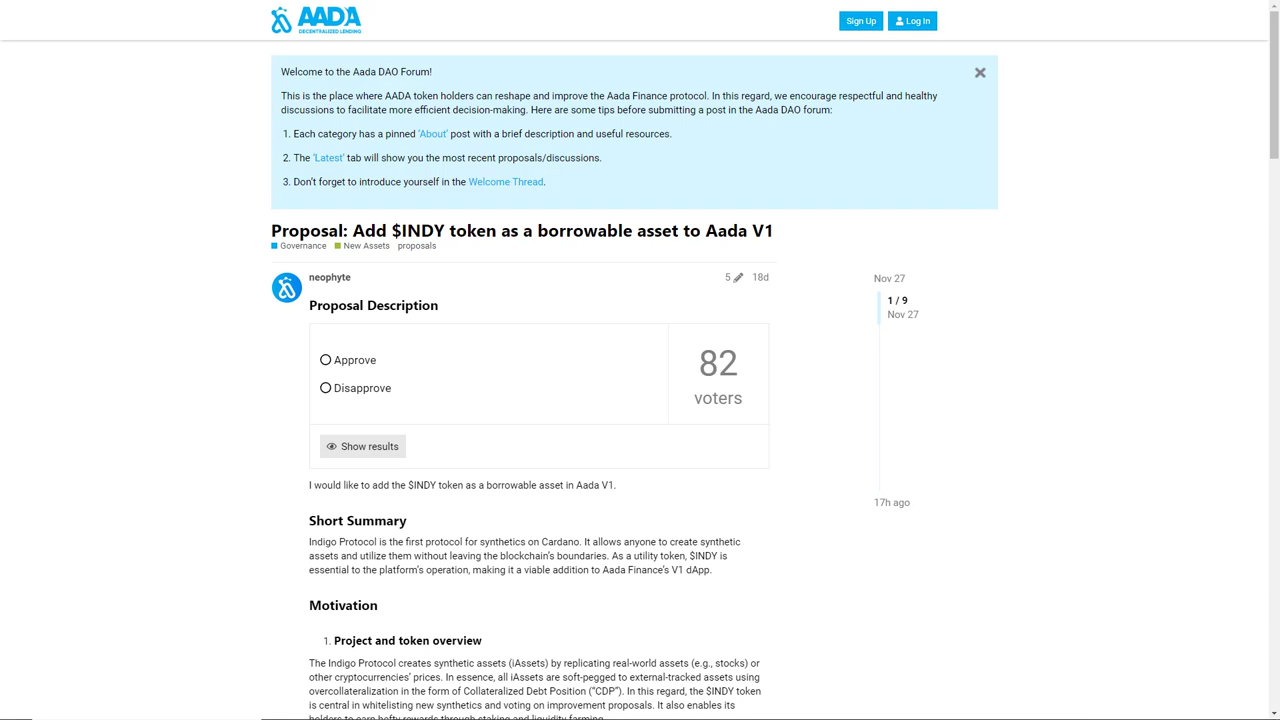 AADA
DECENTRALIZED LENDING
Sign Up
Log In
Welcome to the Aada DAO Forum!
This is the place where AADA token holders can reshape and improve the Aada Finance protocol. In this regard, we encourage respectful and healthy
discussions to facilitate more efficient decision-making. Here are some tips before submitting a post in the Aada DAO forum:
1. Each category has a pinned 'About' post with a brief description and useful resources.
2. The 'Latest' tab will show you the most recent proposals/discussions.
3. Don't forget to introduce yourself in the Welcome Thread.
Proposal: Add $INDY token as a borrowable asset to Aada V1
Governance New Assets proposals
neophyte 5 18d
Proposal Description
Approve
Disapprove
82
voters
Show results
I would like to add the $INDY token as a borrowable asset in Aada V1.
Short Summary
Indigo Protocol is the first protocol for synthetics on Cardano. It allows anyone to create synthetic
assets and utilize them without leaving the blockchain's boundaries. As a utility token, $INDY is
essential to the platform's operation, making it a viable addition to Aada Finance's V1 dApp.
Motivation
1. Project and token overview
The Indigo Protocol creates synthetic assets (iAssets) by replicating real-world assets (e.g., stocks) or
other cryptocurrencies' prices. In essence, all iAssets are soft-pegged to external-tracked assets using
overcollateralization in the form of Collateralized Debt Position ("CDP"). In this regard, the $INDY token
is central in whitelisting new synthetics and voting on improvement proposals. It also enables its
holders to earn hefty rewards through staking and liquidity farming.
Nov 27
1 / 9
Nov 27
17h ago